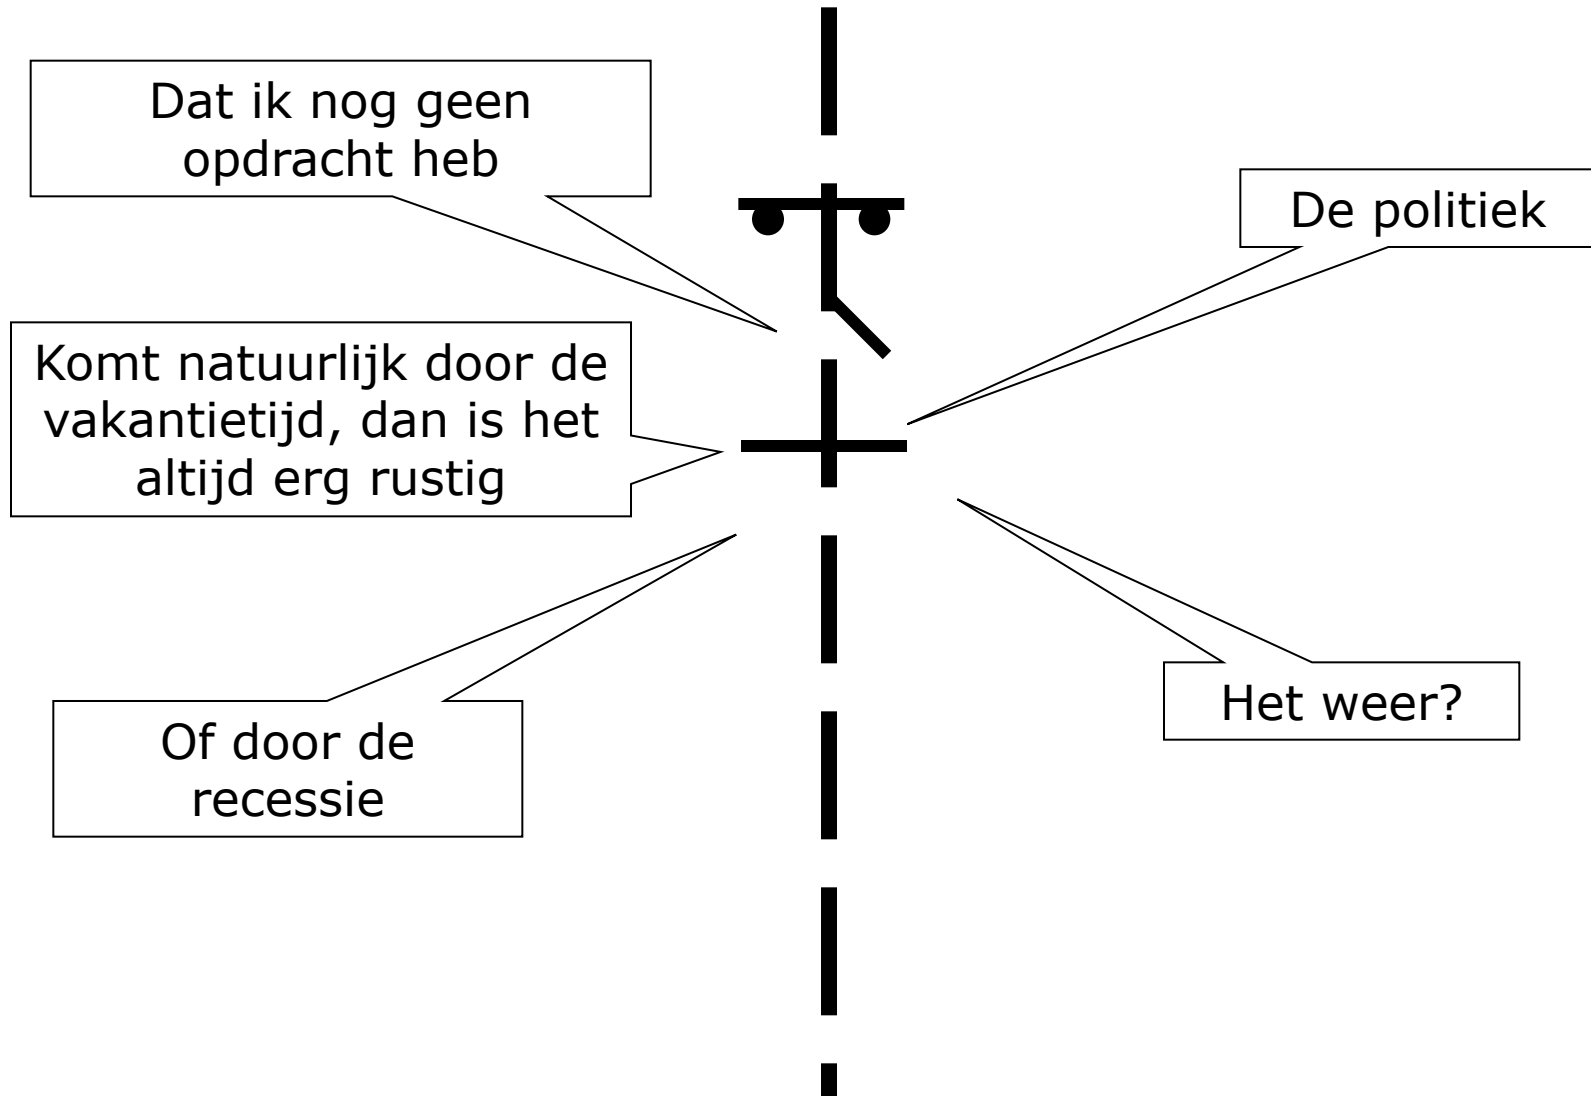 Dat ik nog geen
opdracht heb
De politiek
Komt natuurlijk door de
vakantietijd, dan is het
altijd erg rustig
Of door de
recessie
Het weer?